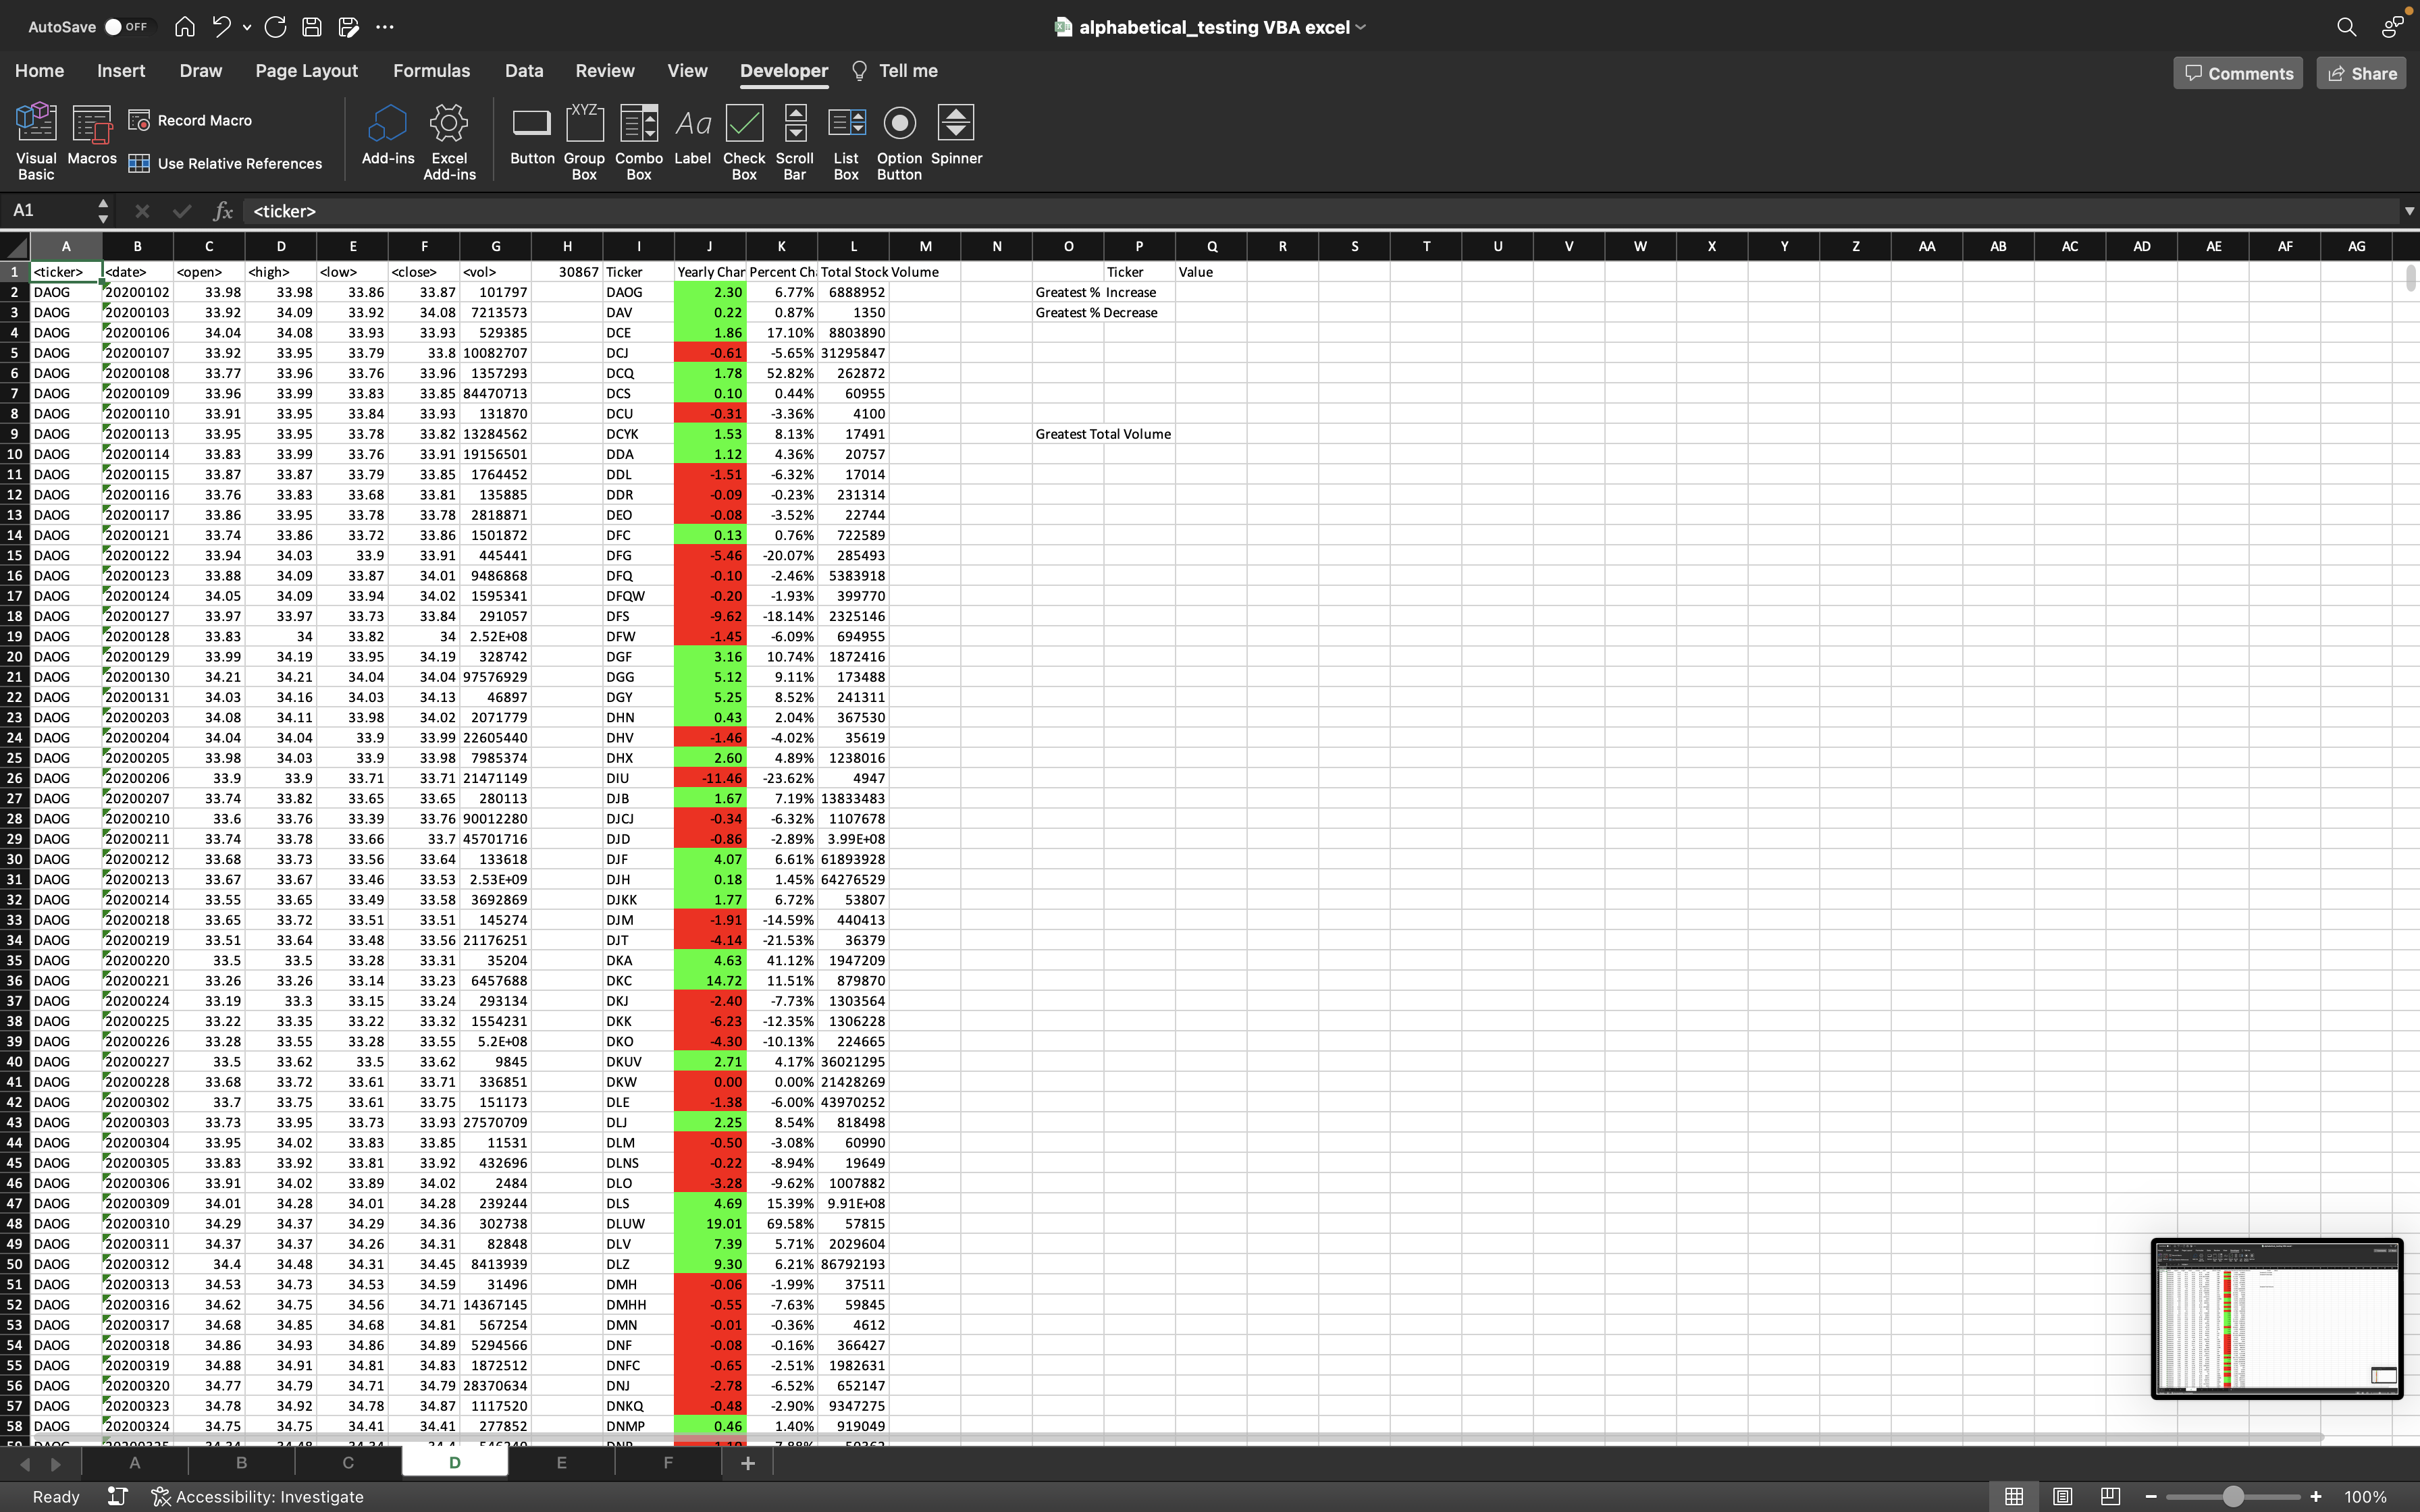 AutoSave OFF
alphabetical_testing VBA excel
Home Insert Draw Page Layout Formulas Data Review View Developer Tell me Comments Share
Visual Basic Macros Record Macro Use Relative References Add-ins Excel Add-ins Button Group Box Combo Box Label Check Box Scroll Bar List Box Option Button Spinner
A1 fx <ticker>
A B C D E F G H I J K L M N O P Q R S T U V W X Y Z AA AB AC AD AE AF AG
1 <ticker> <date> <open> <high> <low> <close> <vol> 30867 Ticker Yearly Char Percent Ch Total Stock Volume Ticker Value
2 DAOG 20200102 33.98 33.98 33.86 33.87 101797 DAOG 2.30 6.77% 6888952 Greatest % Increase
3 DAOG 20200103 33.92 34.09 33.92 34.08 7213573 DAV 0.22 0.87% 1350 Greatest % Decrease
4 DAOG 20200106 34.04 34.08 33.93 33.93 529385 DCE 1.86 17.10% 8803890
5 DAOG 20200107 33.92 33.95 33.79 33.8 10082707 DCJ -0.61 -5.65% 31295847
6 DAOG 20200108 33.77 33.96 33.76 33.96 1357293 DCQ 1.78 52.82% 262872
7 DAOG 20200109 33.96 33.99 33.83 33.85 84470713 DCS 0.10 0.44% 60955
8 DAOG 20200110 33.91 33.95 33.84 33.93 131870 DCU -0.31 -3.36% 4100
9 DAOG 20200113 33.95 33.95 33.78 33.82 13284562 DCYK 1.53 8.13% 17491 Greatest Total Volume
10 DAOG 20200114 33.83 33.99 33.76 33.91 19156501 DDA 1.12 4.36% 20757
11 DAOG 20200115 33.87 33.87 33.79 33.85 1764452 DDL -1.51 -6.32% 17014
12 DAOG 20200116 33.76 33.83 33.68 33.81 135885 DDR -0.09 -0.23% 231314
13 DAOG 20200117 33.86 33.95 33.78 33.78 2818871 DEO -0.08 -3.52% 22744
14 DAOG 20200121 33.74 33.86 33.72 33.86 1501872 DFC 0.13 0.76% 722589
15 DAOG 20200122 33.94 34.03 33.9 33.91 445441 DFG -5.46 -20.07% 285493
16 DAOG 20200123 33.88 34.09 33.87 34.01 9486868 DFQ -0.10 -2.46% 5383918
17 DAOG 20200124 34.05 34.09 33.94 34.02 1595341 DFQW -0.20 -1.93% 399770
18 DAOG 20200127 33.97 33.97 33.73 33.84 291057 DFS -9.62 -18.14% 2325146
19 DAOG 20200128 33.83 34 33.82 34 2.52E+08 DFW -1.45 -6.09% 694955
20 DAOG 20200129 33.99 34.19 33.95 34.19 328742 DGF 3.16 10.74% 1872416
21 DAOG 20200130 34.21 34.21 34.04 34.04 97576929 DGG 5.12 9.11% 173488
22 DAOG 20200131 34.03 34.16 34.03 34.13 46897 DGY 5.25 8.52% 241311
23 DAOG 20200203 34.08 34.11 33.98 34.02 2071779 DHN 0.43 2.04% 367530
24 DAOG 20200204 34.04 34.04 33.9 33.99 22605440 DHV -1.46 -4.02% 35619
25 DAOG 20200205 33.98 34.03 33.9 33.98 7985374 DHX 2.60 4.89% 1238016
26 DAOG 20200206 33.9 33.9 33.71 33.71 21471149 DIU -11.46 -23.62% 4947
27 DAOG 20200207 33.74 33.82 33.65 33.65 280113 DJB 1.67 7.19% 13833483
28 DAOG 20200210 33.6 33.76 33.39 33.76 90012280 DJCJ -0.34 -6.32% 1107678
29 DAOG 20200211 33.74 33.78 33.66 33.7 45701716 DJD -0.86 -2.89% 3.99E+08
30 DAOG 20200212 33.68 33.73 33.56 33.64 133618 DJF 4.07 6.61% 61893928
31 DAOG 20200213 33.67 33.67 33.46 33.53 2.53E+09 DJH 0.18 1.45% 64276529
32 DAOG 20200214 33.55 33.65 33.49 33.58 3692869 DJKK 1.77 6.72% 53807
33 DAOG 20200218 33.65 33.72 33.51 33.51 145274 DJM -1.91 -14.59% 440413
34 DAOG 20200219 33.51 33.64 33.48 33.56 21176251 DJT -4.14 -21.53% 36379
35 DAOG 20200220 33.5 33.5 33.28 33.31 35204 DKA 4.63 41.12% 1947209
36 DAOG 20200221 33.26 33.26 33.14 33.23 6457688 DKC 14.72 11.51% 879870
37 DAOG 20200224 33.19 33.3 33.15 33.24 293134 DKJ -2.40 -7.73% 1303564
38 DAOG 20200225 33.22 33.35 33.22 33.32 1554231 DKK -6.23 -12.35% 1306228
39 DAOG 20200226 33.28 33.55 33.28 33.55 5.2E+08 DKO -4.30 -10.13% 224665
40 DAOG 20200227 33.5 33.62 33.5 33.62 9845 DKUV 2.71 4.17% 36021295
41 DAOG 20200228 33.68 33.72 33.61 33.71 336851 DKW 0.00 0.00% 21428269
42 DAOG 20200302 33.7 33.75 33.61 33.75 151173 DLE -1.38 -6.00% 43970252
43 DAOG 20200303 33.73 33.95 33.73 33.93 27570709 DLJ 2.25 8.54% 818498
44 DAOG 20200304 33.95 34.02 33.83 33.85 11531 DLM -0.50 -3.08% 60990
45 DAOG 20200305 33.83 33.92 33.81 33.92 432696 DLNS -0.22 -8.94% 19649
46 DAOG 20200306 33.91 34.02 33.89 34.02 2484 DLO -3.28 -9.62% 1007882
47 DAOG 20200309 34.01 34.28 34.01 34.28 239244 DLS 4.69 15.39% 9.91E+08
48 DAOG 20200310 34.29 34.37 34.29 34.36 302738 DLUW 19.01 69.58% 57815
49 DAOG 20200311 34.37 34.37 34.26 34.31 82848 DLV 7.39 5.71% 2029604
50 DAOG 20200312 34.4 34.48 34.31 34.45 8413939 DLZ 9.30 6.21% 86792193
51 DAOG 20200313 34.53 34.73 34.53 34.59 31496 DMH -0.06 -1.99% 37511
52 DAOG 20200316 34.62 34.75 34.56 34.71 14367145 DMHH -0.55 -7.63% 59845
53 DAOG 20200317 34.68 34.85 34.68 34.81 567254 DMN -0.01 -0.36% 4612
54 DAOG 20200318 34.86 34.93 34.86 34.89 5294566 DNF -0.08 -0.16% 366427
55 DAOG 20200319 34.88 34.91 34.81 34.83 1872512 DNFC -0.65 -2.51% 1982631
56 DAOG 20200320 34.77 34.79 34.71 34.79 28370634 DNJ -2.78 -6.52% 652147
57 DAOG 20200323 34.78 34.92 34.78 34.87 1117520 DNKQ -0.48 -2.90% 9347275
58 DAOG 20200324 34.75 34.75 34.41 34.41 277852 DNMP 0.46 1.40% 919049
A B C D E F +
Ready Accessibility: Investigate 100%